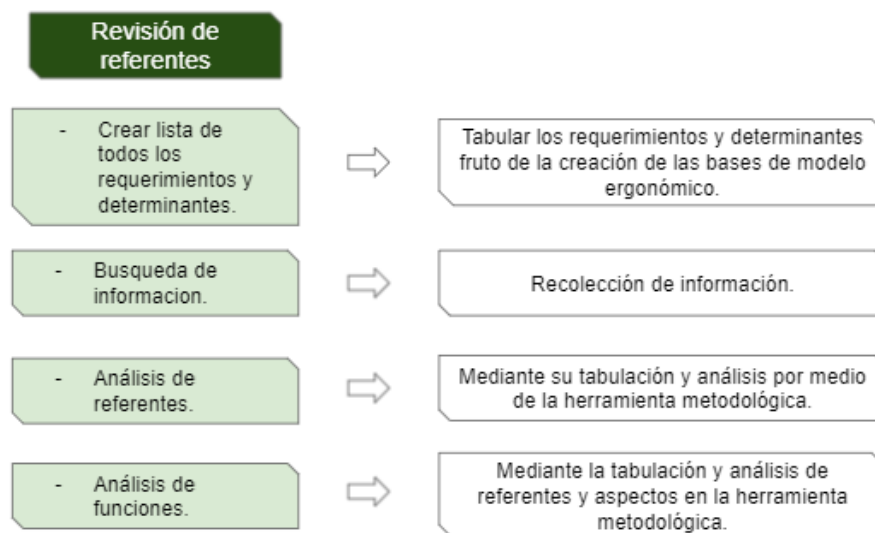 Revisión de
referentes
- Crear lista de
todos los
requerimientos y
determinantes.
Tabular los requerimientos y determinantes
fruto de la creación de las bases de modelo
ergonómico.
- Busqueda de
informacion.
Recolección de información.
- Análisis de
referentes.
Mediante su tabulación y análisis por medio
de la herramienta metodológica.
- Análisis de
funciones.
Mediante la tabulación y análisis de
referentes y aspectos en la herramienta
metodológica.